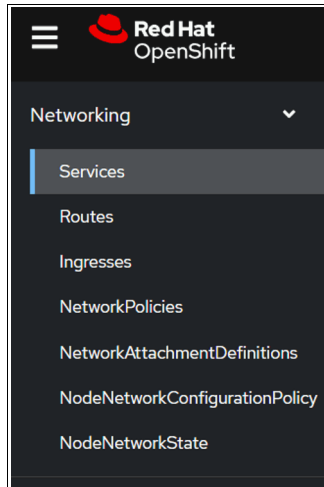 Red Hat
OpenShift
Networking
Services
Routes
Ingresses
NetworkPolicies
NetworkAttachmentDefinitions
NodeNetworkConfigurationPolicy
NodeNetworkState